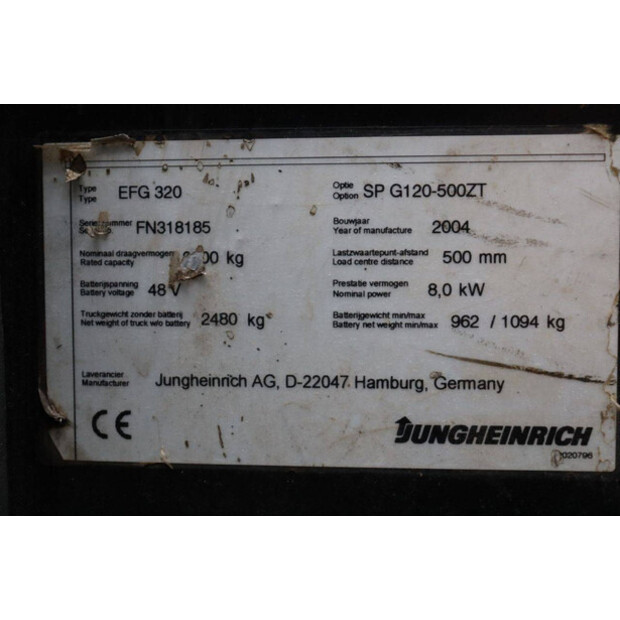 Type EFG 320 Optie SP G120-500ZT
Type Option
Serienummer FN318185 Bouwjaar 2004
Year of manufacture
Nominaal draagvermogen 00 kg Lastzwaartepunt-afstand 500 mm
Rated capacity Load centre distance
Batterijspanning 48 V Prestatie vermogen 8,0 kW
Battery voltage Nominal power
Truckgewicht zonder batterij 2480 kg Batterijgewicht min/max 962 / 1094 kg
Net weight of truck w/o battery Battery net weight min/max
Leverancier Jungheinrich AG, D-22047 Hamburg, Germany
Manufacturer
CE JUNGHEINRICH
020796